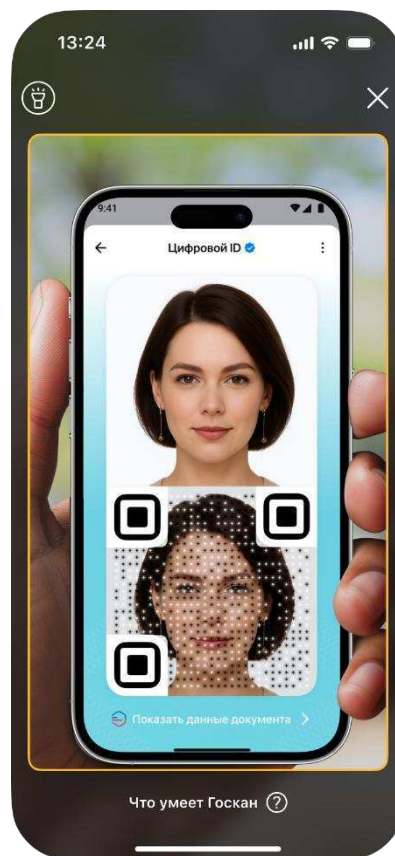 13:24
9:41
Цифровой ID
Показать данные документа
Что умеет Госкан